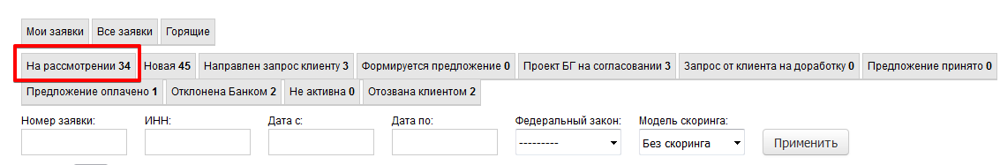 Мои заявки Все заявки Горящие
На рассмотрении 34 Новая 45 Направлен запрос клиенту 3 Формируется предложение 0 Проект БГ на согласовании 3 Запрос от клиента на доработку 0 Предложение принято 0
Предложение оплачено 1 Отклонена Банком 2 Не активна 0 Отозвана клиентом 2
Номер заявки: ИНН: Дата с: Дата по: Федеральный закон: Модель скоринга:
--------- Без скоринга Применить